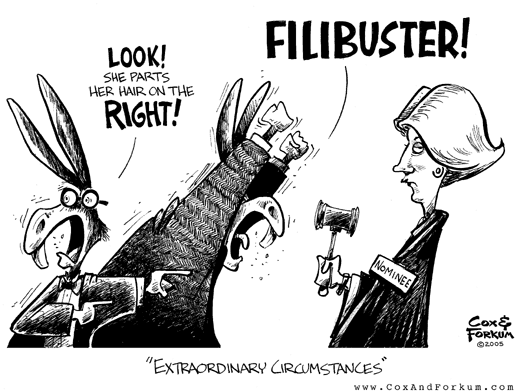 LOOK!
SHE PARTS
HER HAIR ON THE
RIGHT!
FILIBUSTER!
NOMINEE
COX &
FORKUM
©2005
"EXTRAORDINARY CIRCUMSTANCES"
www.CoxAndForkum.com